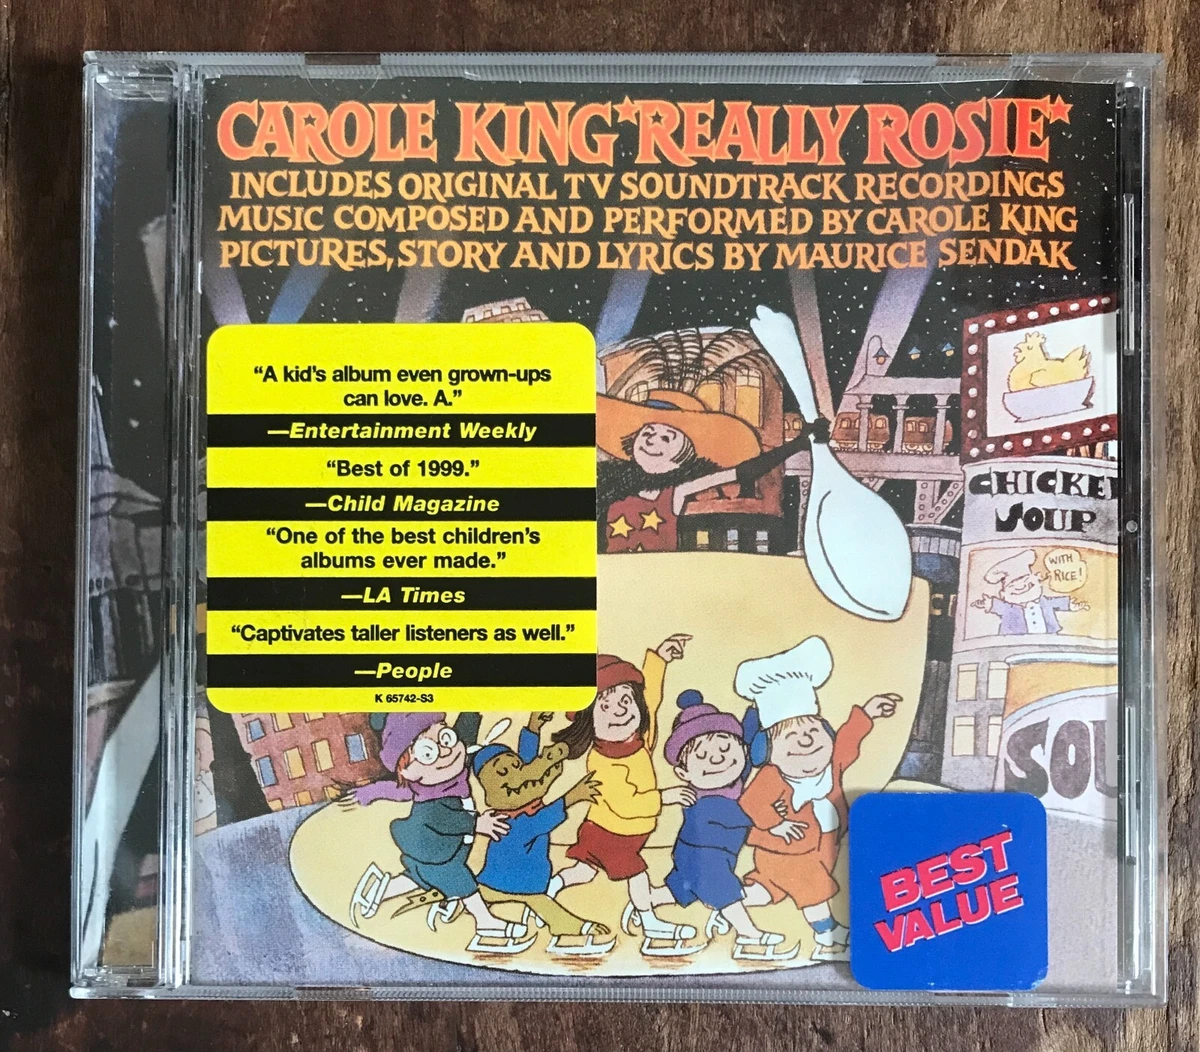 CAROLE KING*REALLY ROSIE*
INCLUDES ORIGINAL TV SOUNDTRACK RECORDINGS
MUSIC COMPOSED AND PERFORMED BY CAROLE KING
PICTURES, STORY AND LYRICS BY MAURICE SENDAK
“A kid's album even grown-ups
can love. A.”
—Entertainment Weekly
“Best of 1999.”
—Child Magazine
“One of the best children's
albums ever made.”
—LA Times
“Captivates taller listeners as well.”
—People
K 65742-S3
CHICKEN
SOUP
WITH
RICE!
SOU
BEST
VALUE